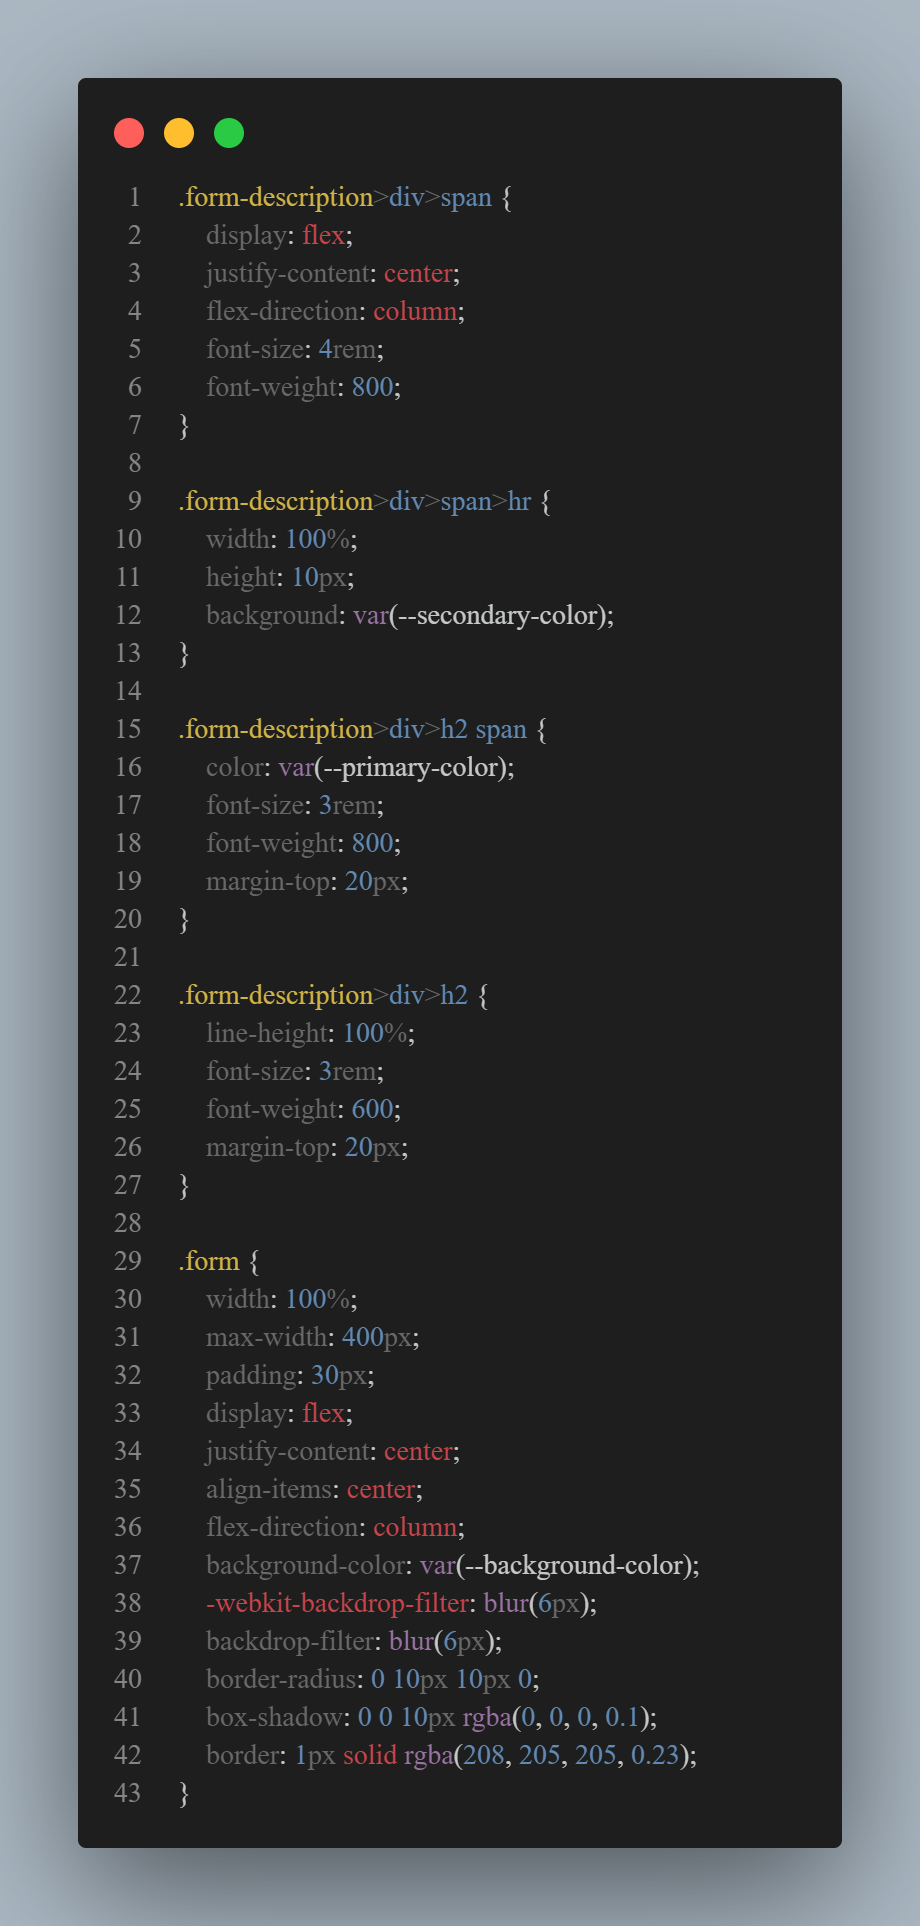 1 .form-description>div>span {
2     display: flex;
3     justify-content: center;
4     flex-direction: column;
5     font-size: 4rem;
6     font-weight: 800;
7 }
8
9 .form-description>div>span>hr {
10     width: 100%;
11     height: 10px;
12     background: var(--secondary-color);
13 }
14
15 .form-description>div>h2 span {
16     color: var(--primary-color);
17     font-size: 3rem;
18     font-weight: 800;
19     margin-top: 20px;
20 }
21
22 .form-description>div>h2 {
23     line-height: 100%;
24     font-size: 3rem;
25     font-weight: 600;
26     margin-top: 20px;
27 }
28
29 .form {
30     width: 100%;
31     max-width: 400px;
32     padding: 30px;
33     display: flex;
34     justify-content: center;
35     align-items: center;
36     flex-direction: column;
37     background-color: var(--background-color);
38     -webkit-backdrop-filter: blur(6px);
39     backdrop-filter: blur(6px);
40     border-radius: 0 10px 10px 0;
41     box-shadow: 0 0 10px rgba(0, 0, 0, 0.1);
42     border: 1px solid rgba(208, 205, 205, 0.23);
43 }